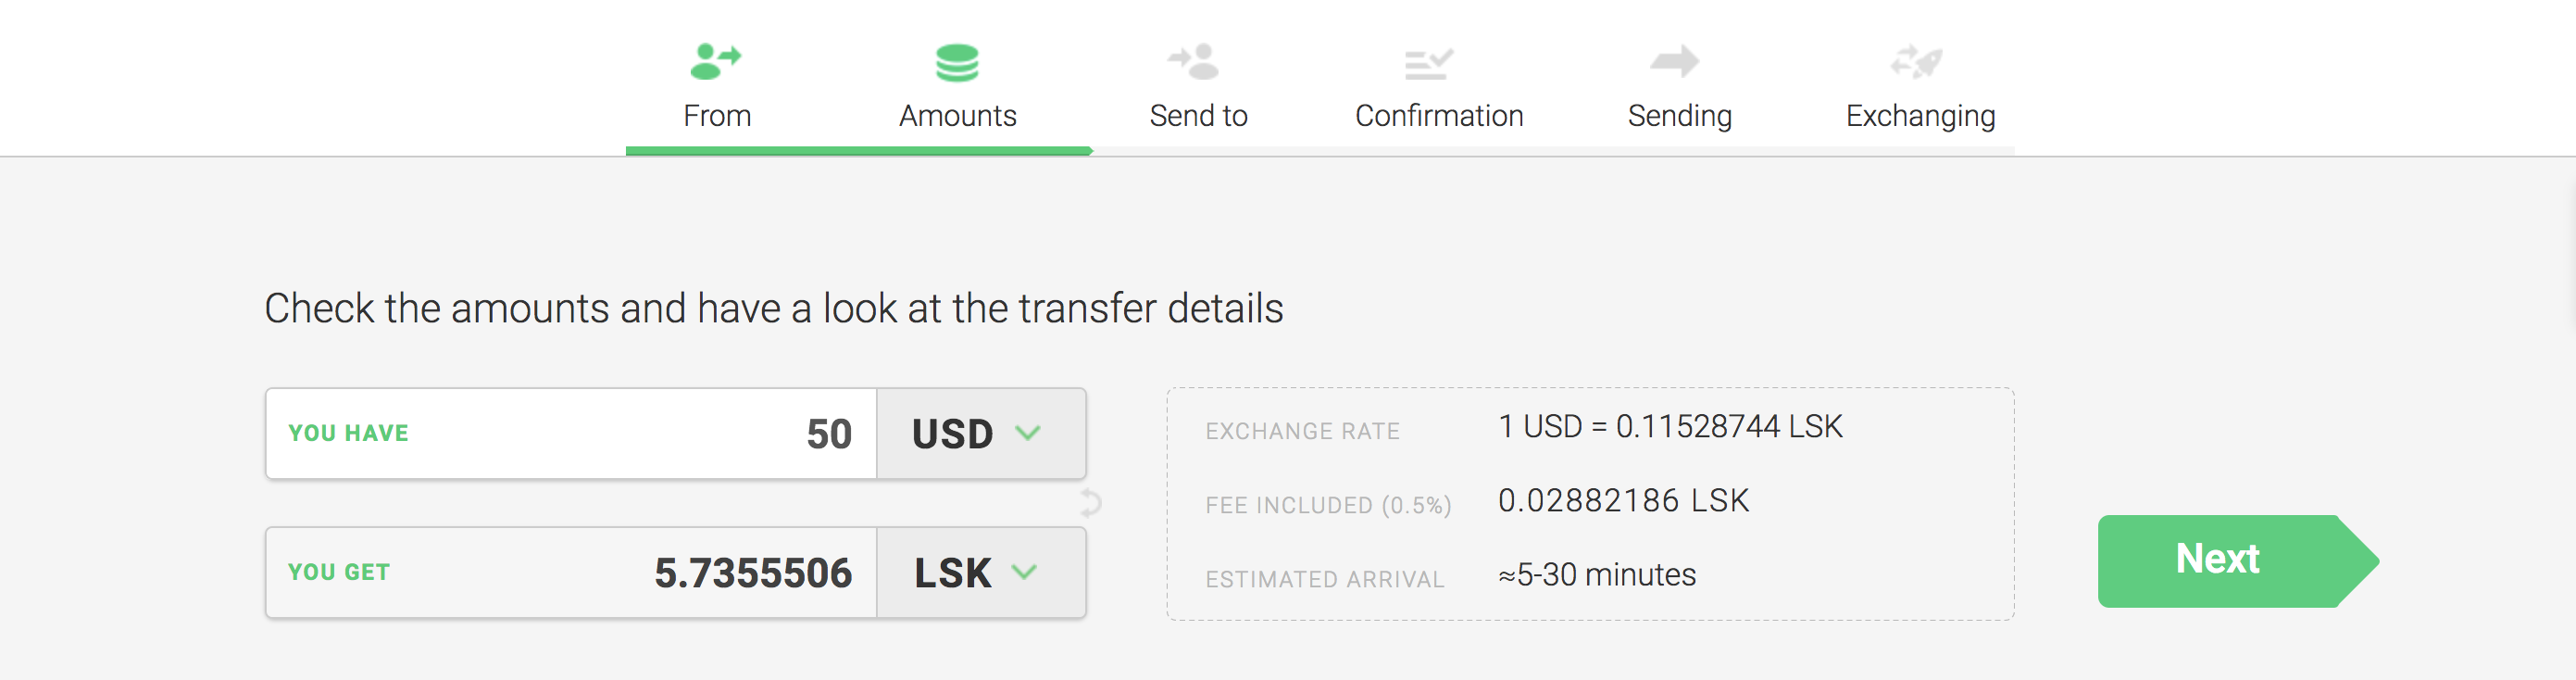 From Amounts Send to Confirmation Sending Exchanging
Check the amounts and have a look at the transfer details
YOU HAVE 50 USD
EXCHANGE RATE 1 USD = 0.11528744 LSK
FEE INCLUDED (0.5%) 0.02882186 LSK
YOU GET 5.7355506 LSK
ESTIMATED ARRIVAL ≈5-30 minutes
Next